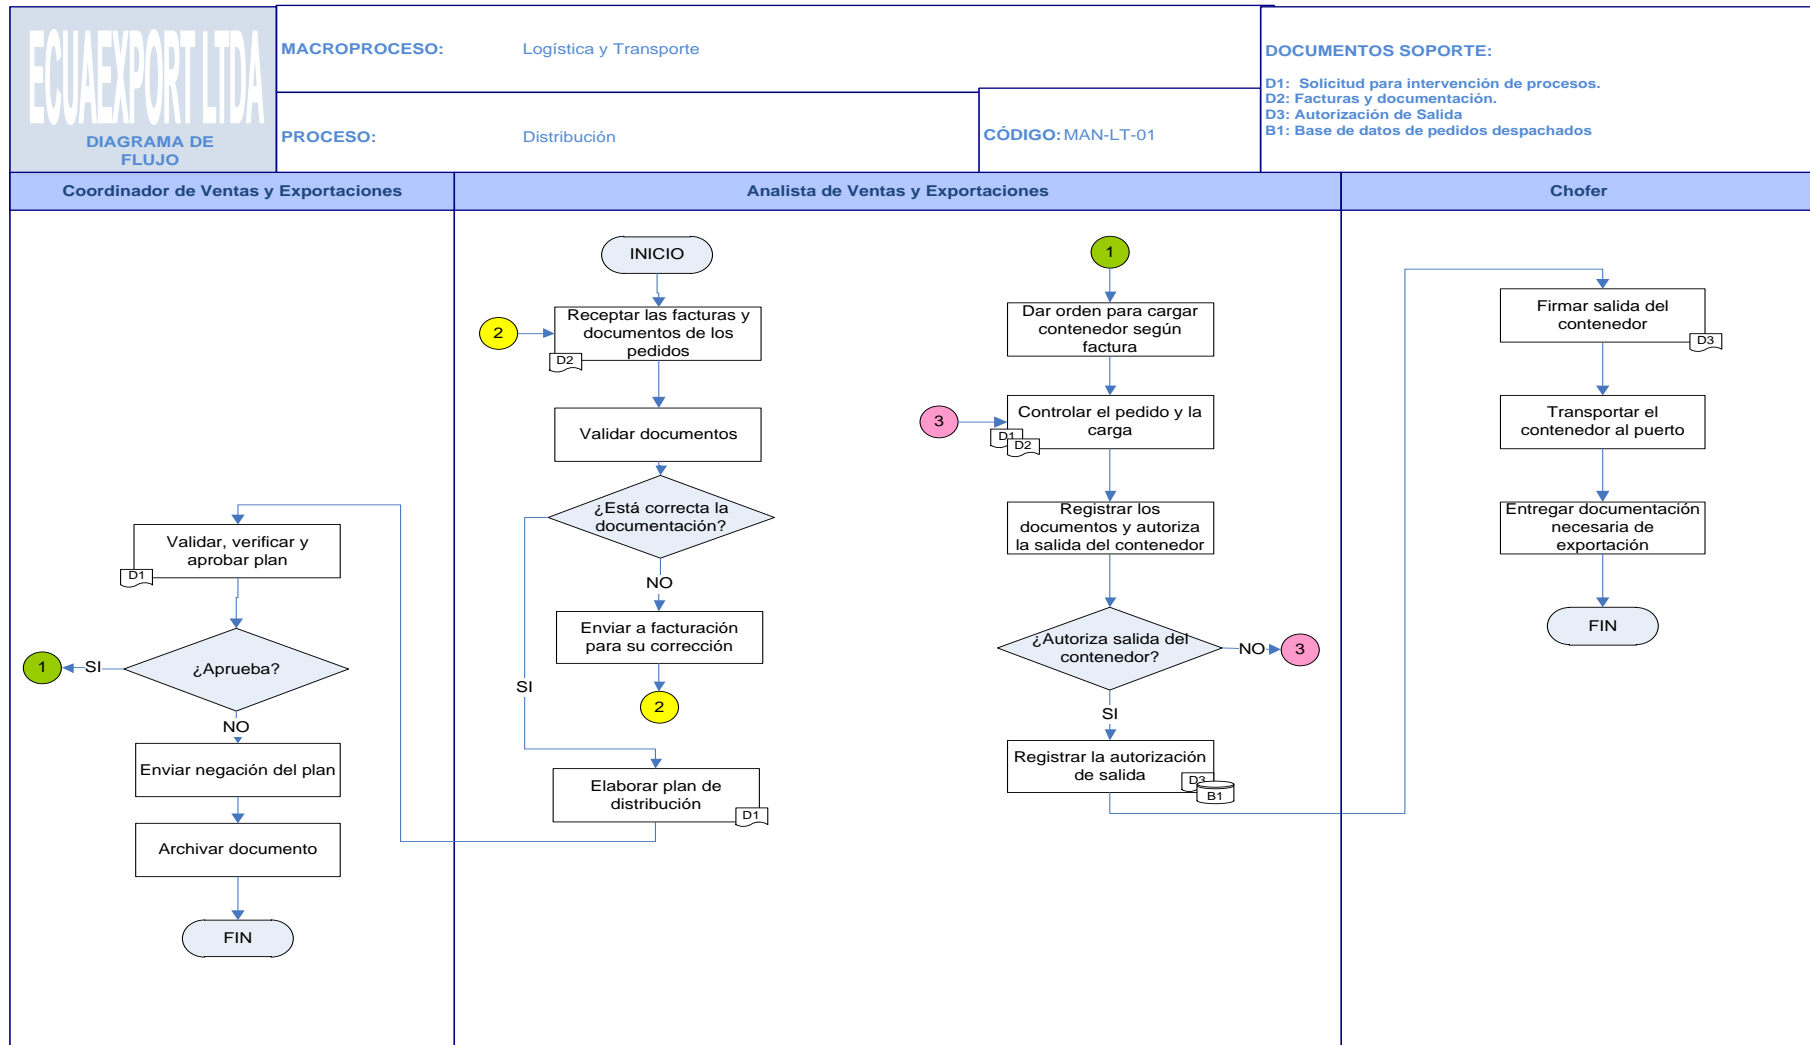 ECUAEXPORT LTDA
DIAGRAMA DE
FLUJO
MACROPROCESO: Logística y Transporte
PROCESO: Distribución
CÓDIGO: MAN-LT-01
DOCUMENTOS SOPORTE:
D1: Solicitud para intervención de procesos.
D2: Facturas y documentación.
D3: Autorización de Salida
B1: Base de datos de pedidos despachados
Coordinador de Ventas y Exportaciones
Analista de Ventas y Exportaciones
Chofer
Validar, verificar y
aprobar plan
D1
¿Aprueba?
SI
1
NO
Enviar negación del plan
Archivar documento
FIN
INICIO
2
Receptar las facturas y
documentos de los
pedidos
D2
Validar documentos
¿Está correcta la
documentación?
NO
Enviar a facturación
para su corrección
2
SI
Elaborar plan de
distribución
D1
1
Dar orden para cargar
contenedor según
factura
3
Controlar el pedido y la
carga
D1
D2
Registrar los
documentos y autoriza
la salida del contenedor
¿Autoriza salida del
contenedor?
NO
3
SI
Registrar la autorización
de salida
D3
B1
Firmar salida del
contenedor
D3
Transportar el
contenedor al puerto
Entregar documentación
necesaria de
exportación
FIN